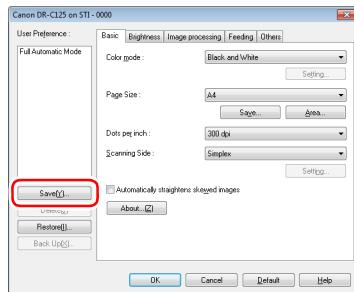 Canon DR-C125 on STI - 0000
User Preference :
Full Automatic Mode
Save[Y]...
Delete[Z]
Restore[I]...
Back Up[X]...
Basic Brightness Image processing Feeding Others
Color mode : Black and White
Setting...
Page Size : A4
Save... Area...
Dots per inch : 300 dpi
Scanning Side : Simplex
Setting...
Automatically straightens skewed images
About...[Z]
OK Cancel Default Help